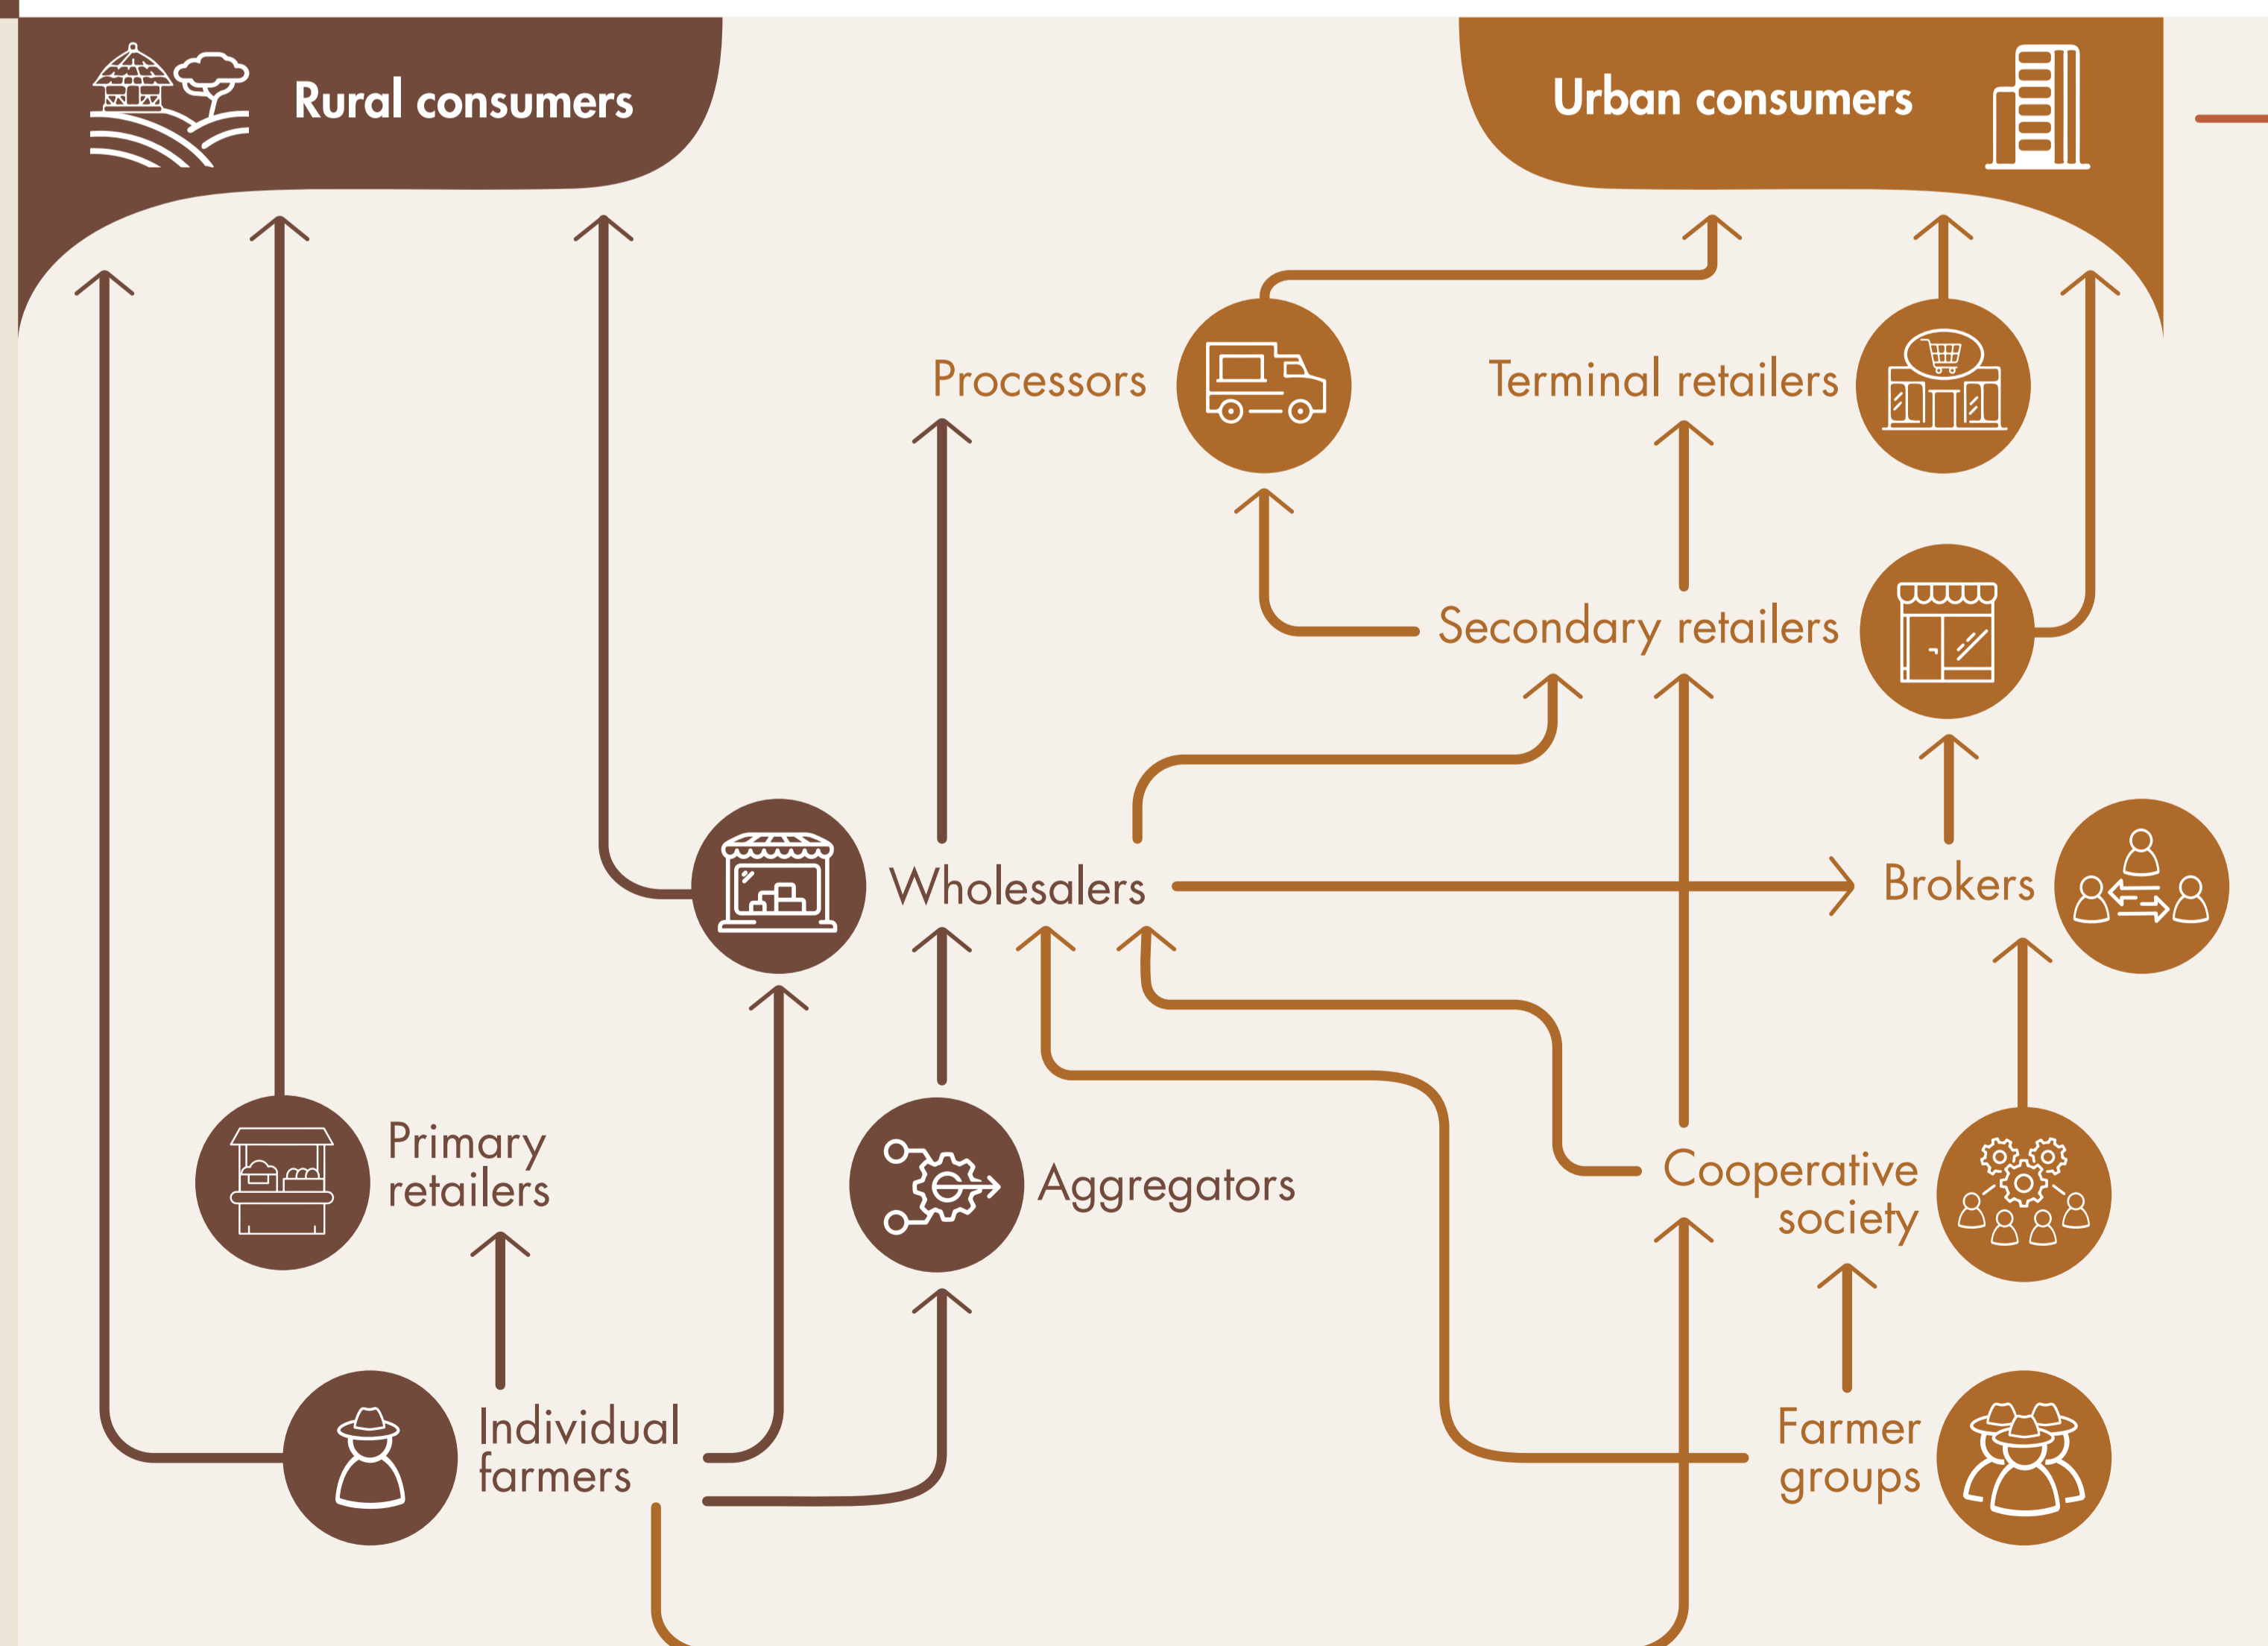 Rural consumers
Urban consumers
Processors
Terminal retailers
Secondary retailers
Wholesalers
Brokers
Primary
retailers
Aggregators
Cooperative
society
Individual
farmers
Farmer
groups